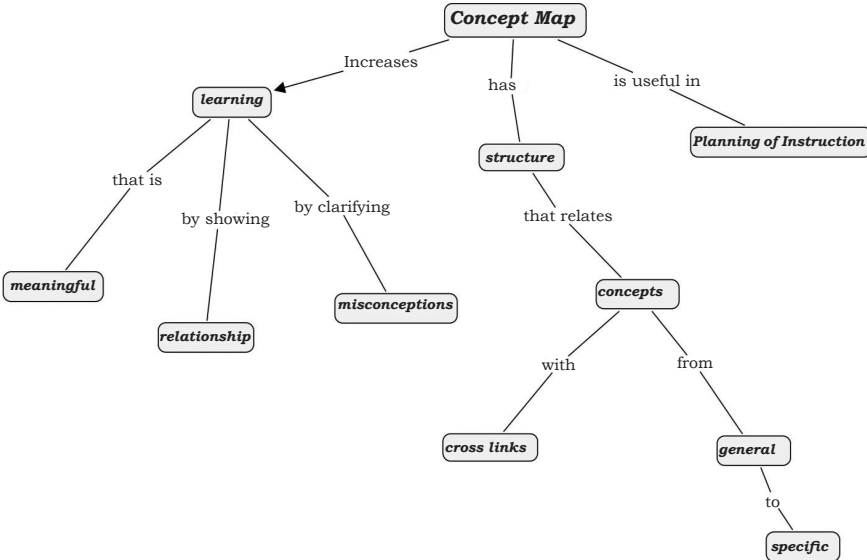 Concept Map
Increases
has
is useful in
learning
Planning of Instruction
structure
that is
by showing
by clarifying
that relates
meaningful
relationship
misconceptions
concepts
with
from
cross links
general
to
specific